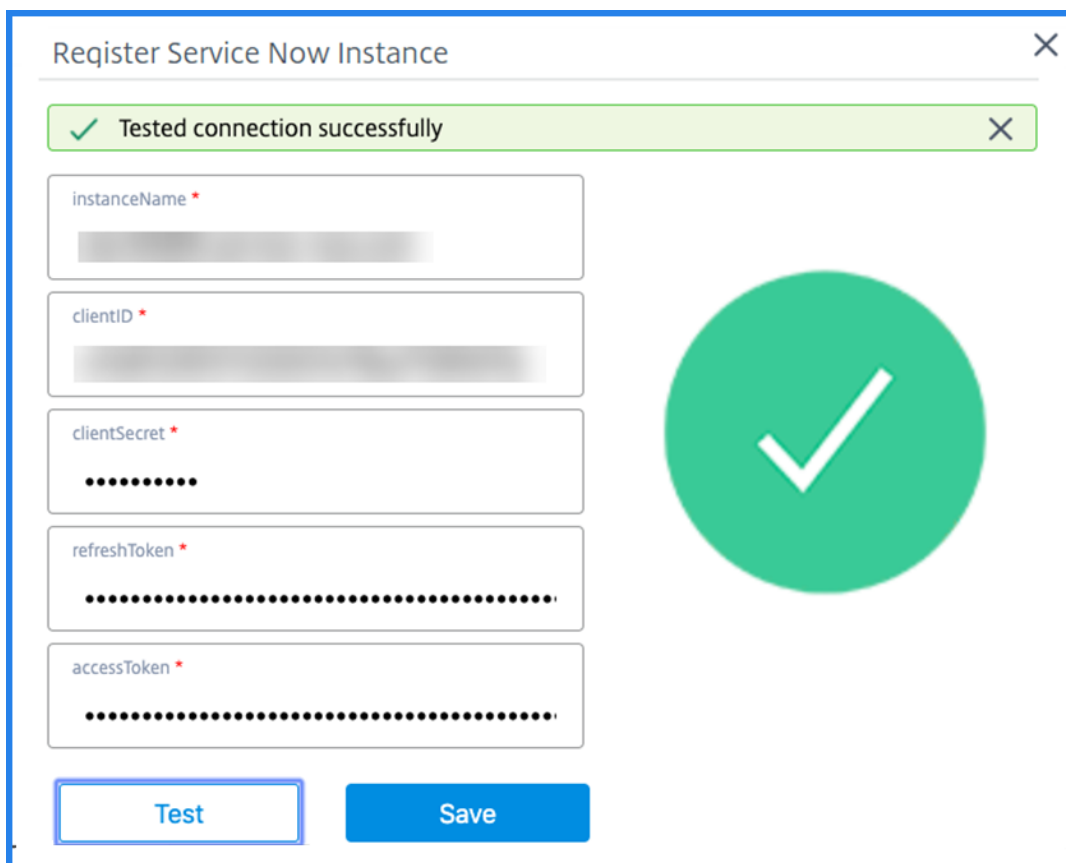 Register Service Now Instance
Tested connection successfully
instanceName *
clientID *
clientSecret *
refreshToken *
accessToken *
Test
Save